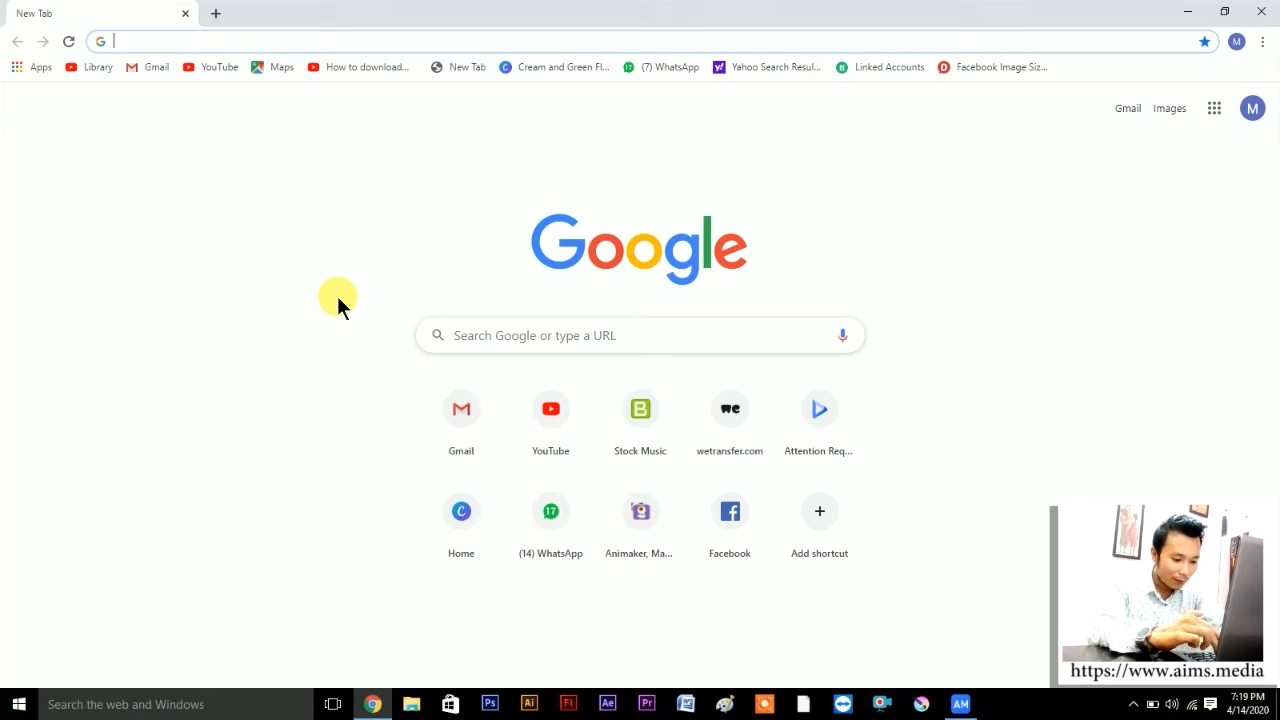 New Tab
Apps Library Gmail YouTube Maps How to download... New Tab Cream and Green Fl... (7) WhatsApp Yahoo Search Resul... Linked Accounts Facebook Image Siz...
Gmail Images M
Google
Search Google or type a URL
Gmail YouTube Stock Music wetransfer.com Attention Req...
Home (14) WhatsApp Animaker, Ma... Facebook Add shortcut
https://www.aims.media
Search the web and Windows
7:19 PM
4/14/2020